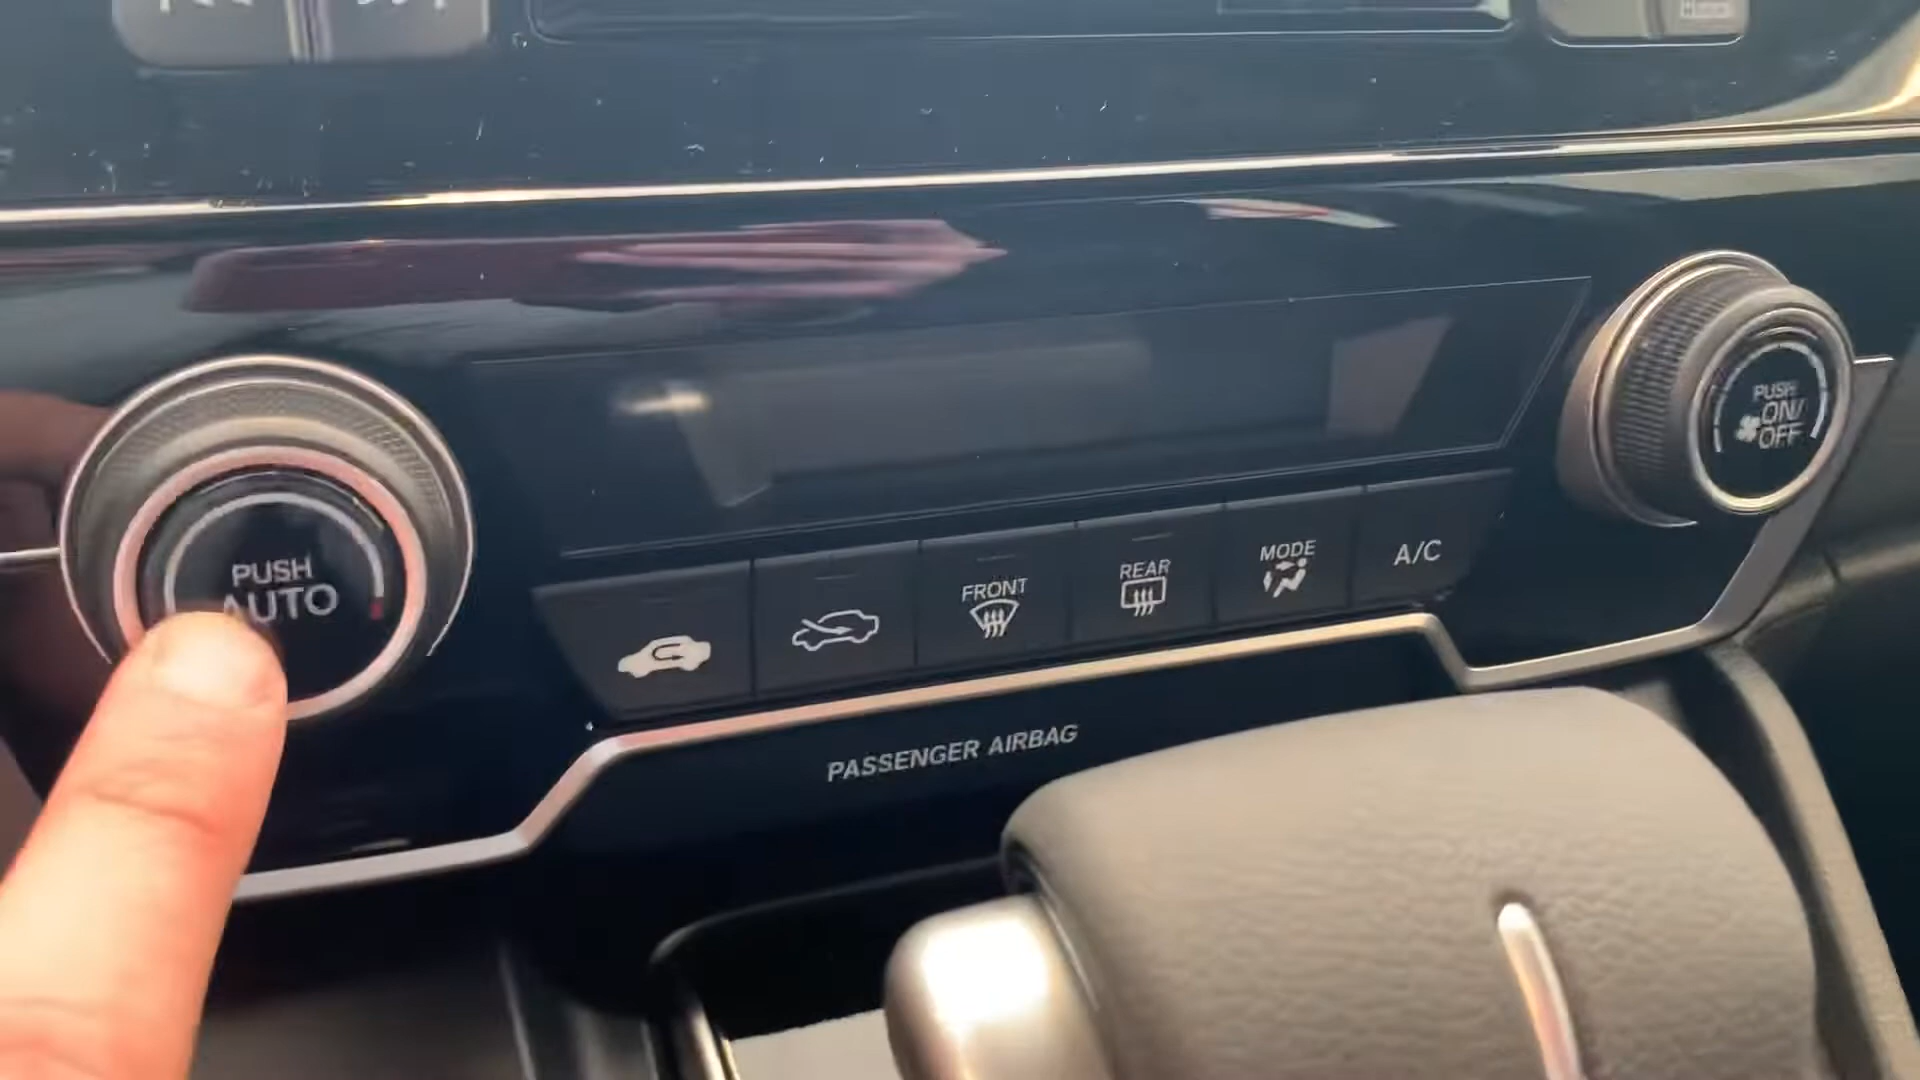 PUSH
AUTO
FRONT
REAR
MODE
A/C
PUSH
ON/
OFF
PASSENGER AIRBAG